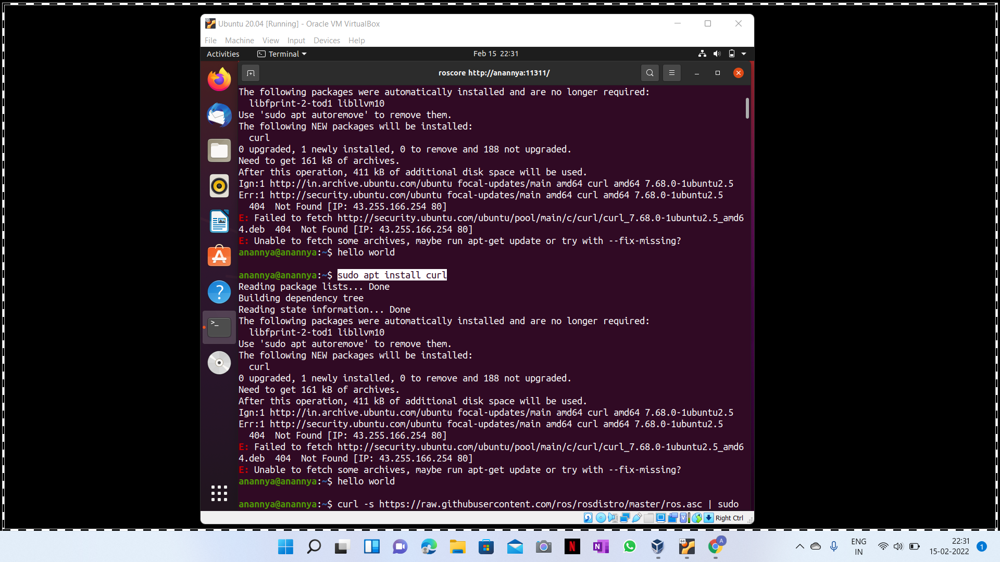 Ubuntu 20.04 [Running] - Oracle VM VirtualBox
File Machine View Input Devices Help
Activities Terminal Feb 15 22:31
roscore http://anannya:11311/
The following packages were automatically installed and are no longer required:
libfprint-2-tod1 libllvm10
Use 'sudo apt autoremove' to remove them.
The following NEW packages will be installed:
curl
0 upgraded, 1 newly installed, 0 to remove and 188 not upgraded.
Need to get 161 kB of archives.
After this operation, 411 kB of additional disk space will be used.
Ign:1 http://in.archive.ubuntu.com/ubuntu focal-updates/main amd64 curl amd64 7.68.0-1ubuntu2.5
Err:1 http://security.ubuntu.com/ubuntu focal-updates/main amd64 curl amd64 7.68.0-1ubuntu2.5
404 Not Found [IP: 43.255.166.254 80]
E: Failed to fetch http://security.ubuntu.com/ubuntu/pool/main/c/curl/curl_7.68.0-1ubuntu2.5_amd6
4.deb 404 Not Found [IP: 43.255.166.254 80]
E: Unable to fetch some archives, maybe run apt-get update or try with --fix-missing?
anannya@anannya:~$ hello world
anannya@anannya:~$ sudo apt install curl
Reading package lists... Done
Building dependency tree
Reading state information... Done
The following packages were automatically installed and are no longer required:
libfprint-2-tod1 libllvm10
Use 'sudo apt autoremove' to remove them.
The following NEW packages will be installed:
curl
0 upgraded, 1 newly installed, 0 to remove and 188 not upgraded.
Need to get 161 kB of archives.
After this operation, 411 kB of additional disk space will be used.
Ign:1 http://in.archive.ubuntu.com/ubuntu focal-updates/main amd64 curl amd64 7.68.0-1ubuntu2.5
Err:1 http://security.ubuntu.com/ubuntu focal-updates/main amd64 curl amd64 7.68.0-1ubuntu2.5
404 Not Found [IP: 43.255.166.254 80]
E: Failed to fetch http://security.ubuntu.com/ubuntu/pool/main/c/curl/curl_7.68.0-1ubuntu2.5_amd6
4.deb 404 Not Found [IP: 43.255.166.254 80]
E: Unable to fetch some archives, maybe run apt-get update or try with --fix-missing?
anannya@anannya:~$ hello world
anannya@anannya:~$ curl -s https://raw.githubusercontent.com/ros/rosdistro/master/ros.asc | sudo
Right Ctrl
ENG
IN
22:31
15-02-2022
1